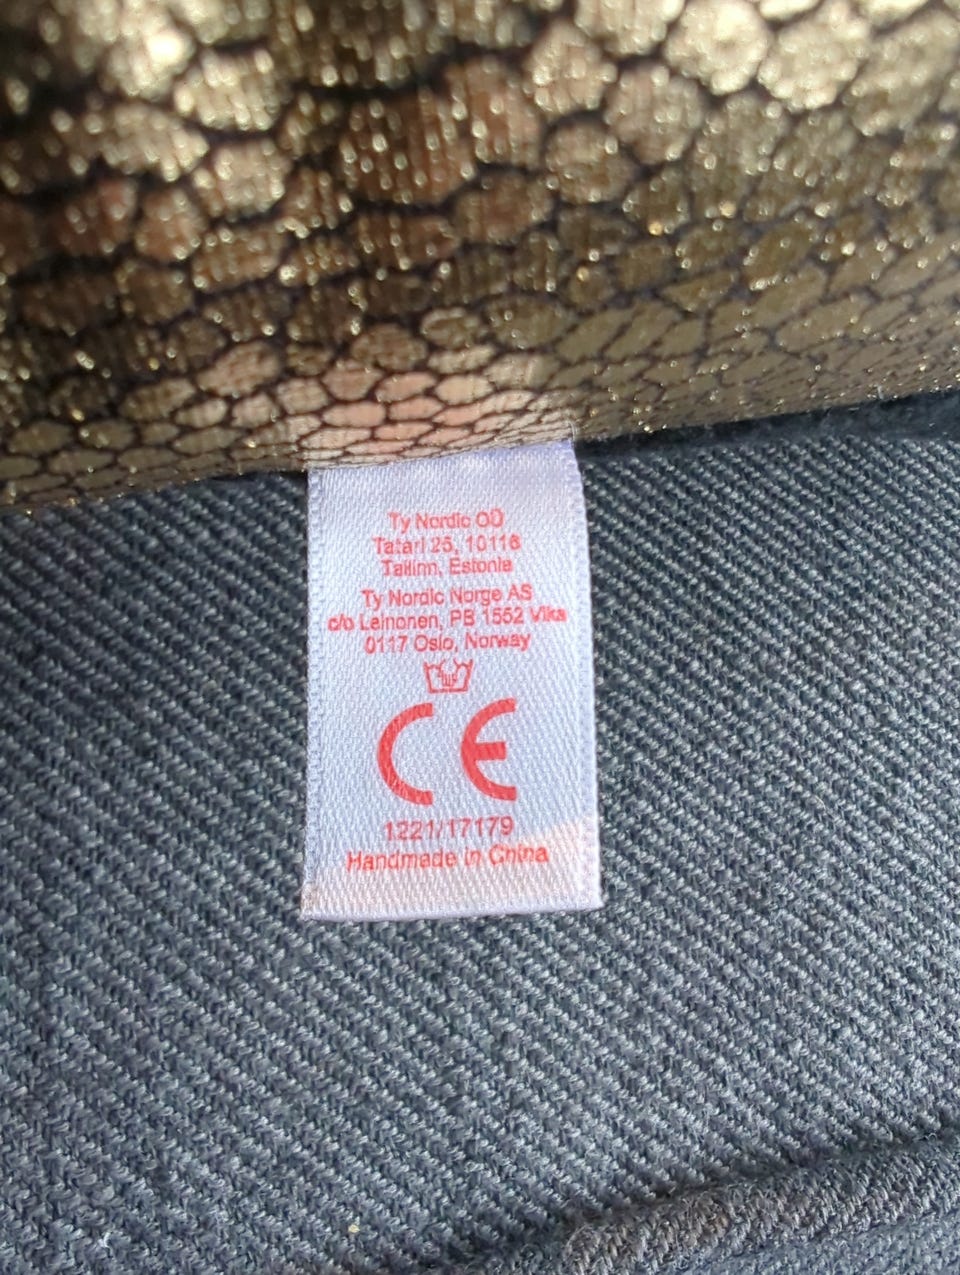 Ty Nordic OÜ
Tatari 25, 10116
Tallinn, Estonia
Ty Nordic Norge AS
c/o Leinonen, PB 1552 Vika
0117 Oslo, Norway
CE
1221/17179
Handmade in China